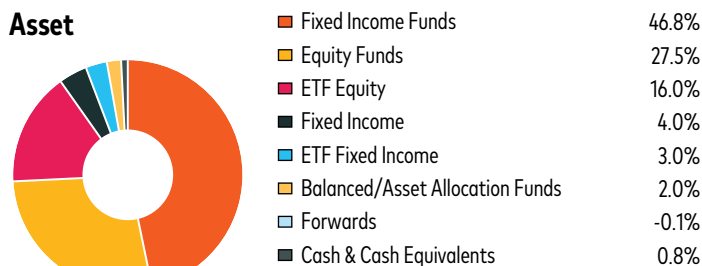 Asset
Fixed Income Funds 46.8%
Equity Funds 27.5%
ETF Equity 16.0%
Fixed Income 4.0%
ETF Fixed Income 3.0%
Balanced/Asset Allocation Funds 2.0%
Forwards -0.1%
Cash & Cash Equivalents 0.8%